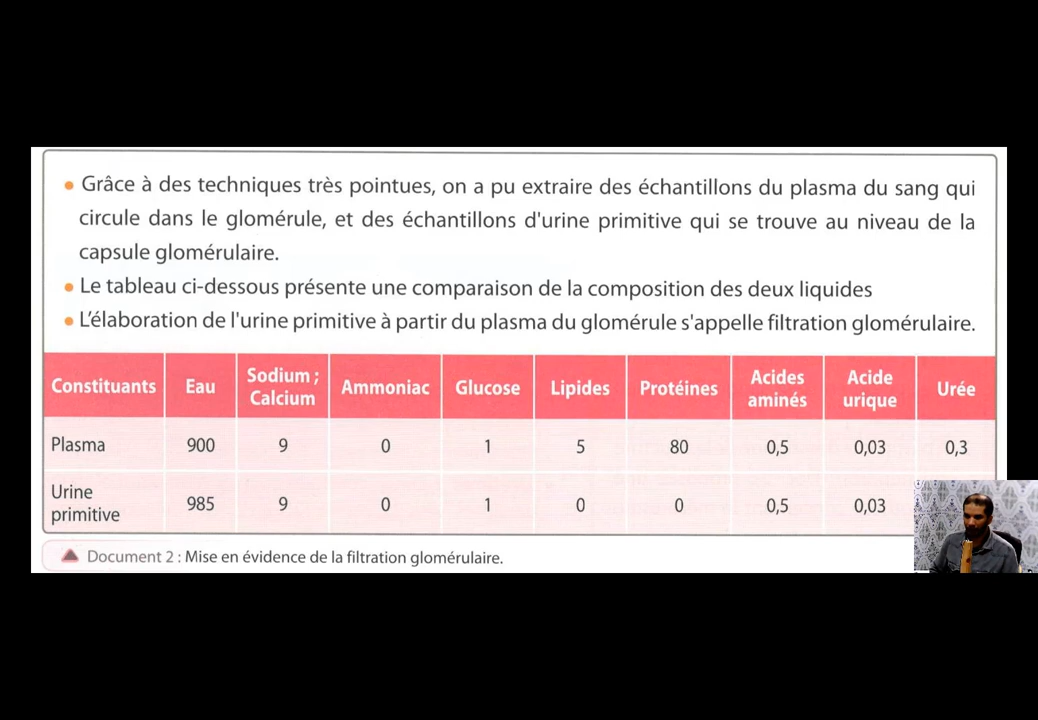 • Grâce à des techniques très pointues, on a pu extraire des échantillons du plasma du sang qui
circule dans le glomérule, et des échantillons d'urine primitive qui se trouve au niveau de la
capsule glomérulaire.
• Le tableau ci-dessous présente une comparaison de la composition des deux liquides
• L'élaboration de l'urine primitive à partir du plasma du glomérule s'appelle filtration glomérulaire.
Constituants Eau Sodium ; Calcium Ammoniac Glucose Lipides Protéines Acides aminés Acide urique Urée
Plasma 900 9 0 1 5 80 0,5 0,03 0,3
Urine primitive 985 9 0 1 0 0 0,5 0,03
Document 2 : Mise en évidence de la filtration glomérulaire.